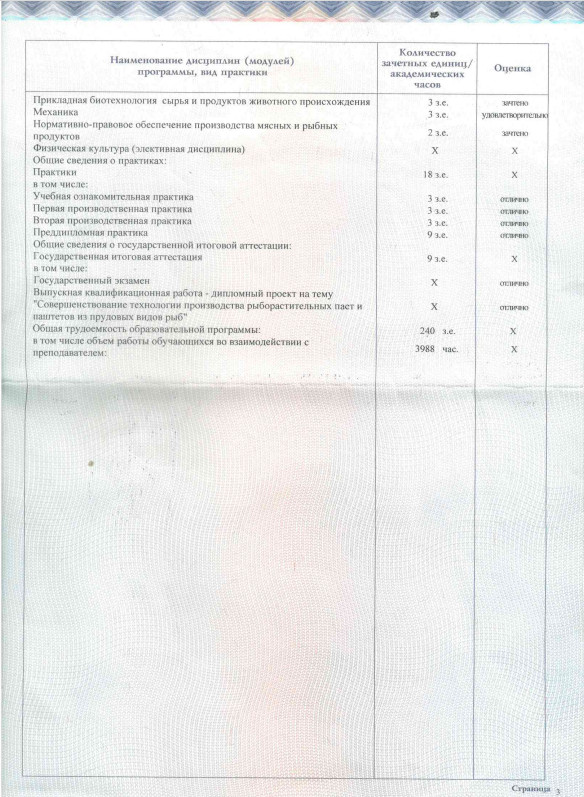 Наименование дисциплин (модулей) программы, вид практики
Количество зачетных единиц/ академических часов
Оценка
Прикладная биотехнология сырья и продуктов животного происхождения 3 з.е. зачтено
Механика 3 з.е. удовлетворительно
Нормативно-правовое обеспечение производства мясных и рыбных
продуктов 2 з.е. зачтено
Физическая культура (элективная дисциплина) X X
Общие сведения о практиках:
Практики 18 з.е. X
в том числе:
Учебная ознакомительная практика 3 з.е. отлично
Первая производственная практика 3 з.е. отлично
Вторая производственная практика 3 з.е. отлично
Преддипломная практика 9 з.е. отлично
Общие сведения о государственной итоговой аттестации:
Государственная итоговая аттестация 9 з.е. X
в том числе:
Государственный экзамен X отлично
Выпускная квалификационная работа - дипломный проект на тему
"Совершенствование технологии производства рыборастительных паст и X отлично
паштетов из прудовых видов рыб"
Общая трудоемкость образовательной программы: 240 з.е. X
в том числе объем работы обучающихся во взаимодействии с
преподавателем: 3988 час. X
Страница 3